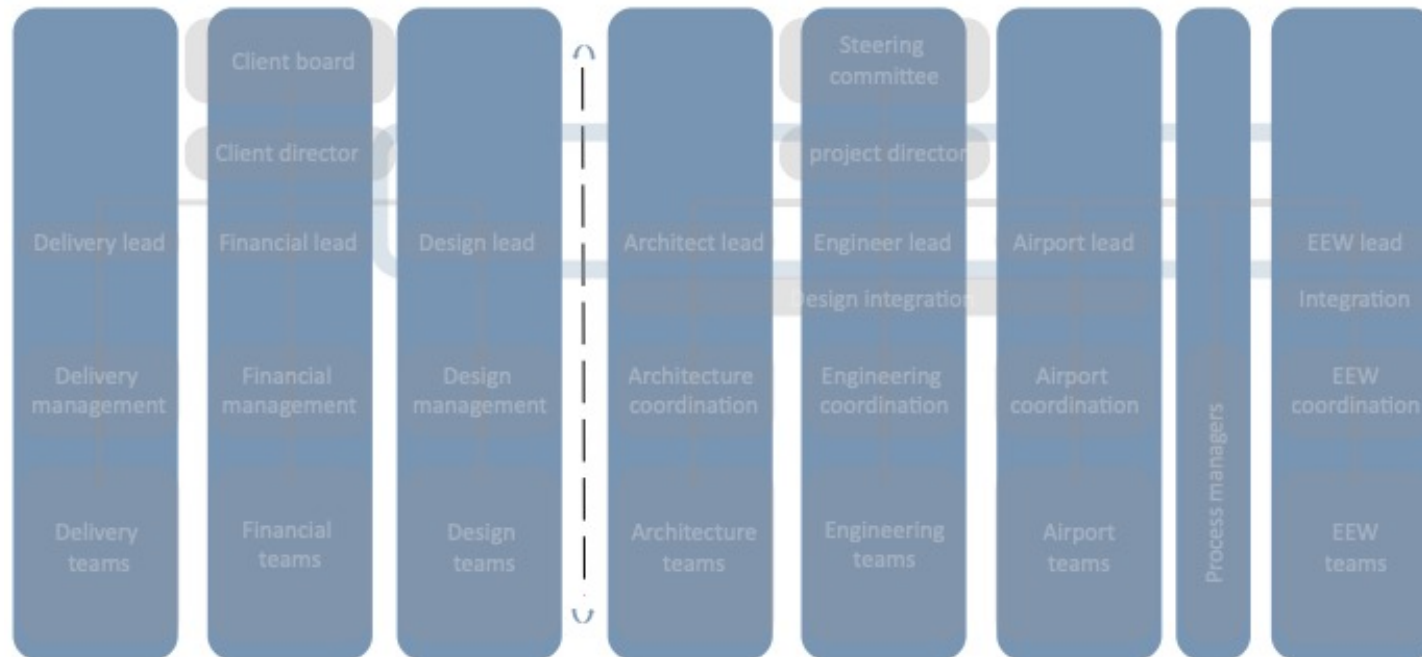 Client board
Steering
committee
Client director
project director
Delivery lead
Financial lead
Design lead
Architect lead
Engineer lead
Airport lead
EEW lead
Design integration
Integration
Delivery
management
Financial
management
Design
management
Architecture
coordination
Engineering
coordination
Airport
coordination
EEW
coordination
Process managers
Delivery
teams
Financial
teams
Design
teams
Architecture
teams
Engineering
teams
Airport
teams
EEW
teams